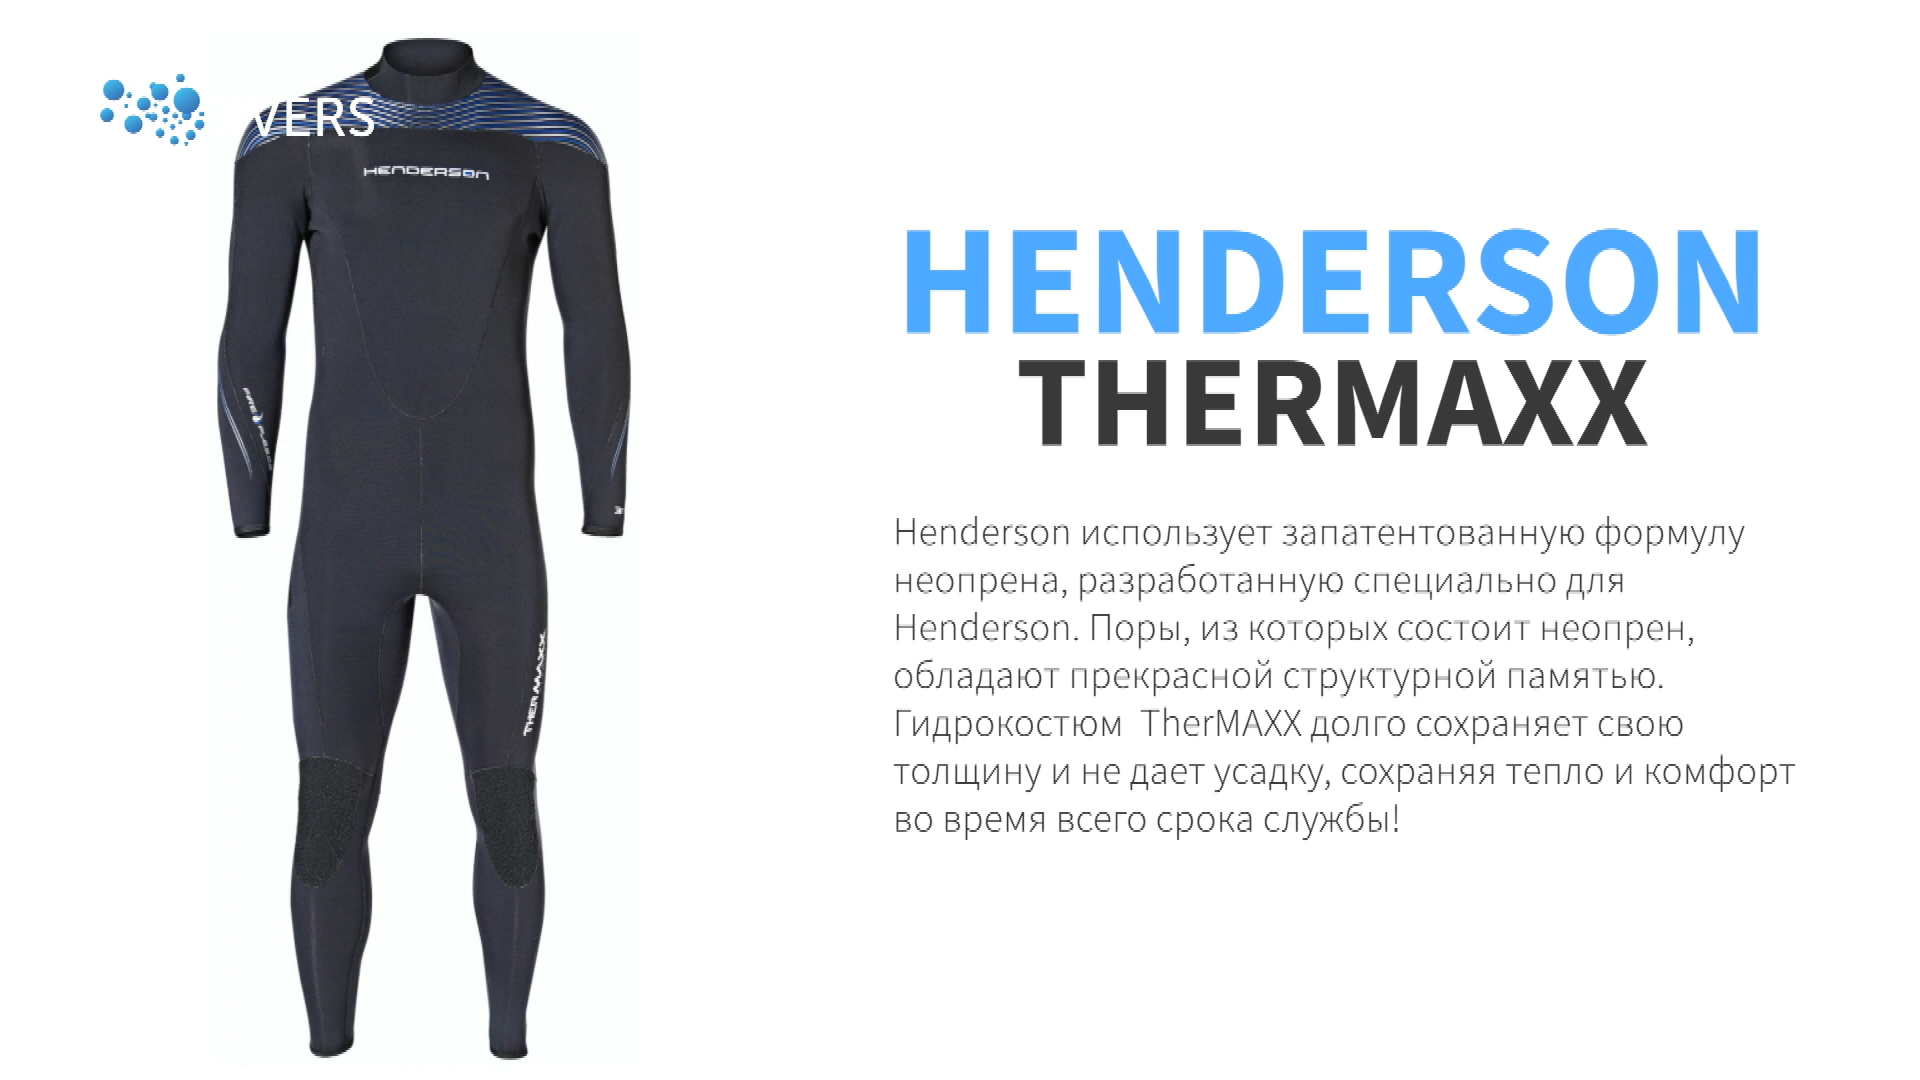 VERS
HENDERSON
HENDERSON
THERMAXX
Henderson использует запатентованную формулу
неопрена, разработанную специально для
Henderson. Поры, из которых состоит неопрен,
обладают прекрасной структурной памятью.
Гидрокостюм  TherMAXX долго сохраняет свою
толщину и не дает усадку, сохраняя тепло и комфорт
во время всего срока службы!
THERMAXX